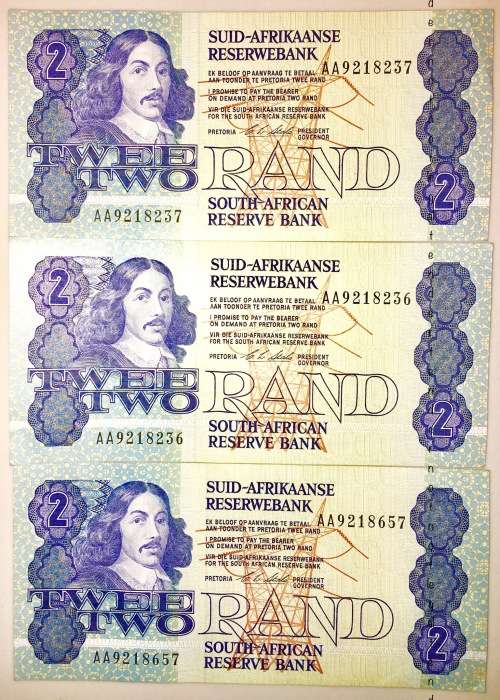 2
SUID-AFRIKAANSE
RESERWEBANK
AA9218237
EK BELOOF OP AANVRAAG TE BETAAL
AAN TOONDER TE PRETORIA TWEE RAND
I PROMISE TO PAY THE BEARER
ON DEMAND AT PRETORIA TWO RAND
VIR DIE SUID-AFRIKAANSE RESERWEBANK
FOR THE SOUTH AFRICAN RESERVE BANK
PRETORIA PRESIDENT
GOVERNOR
TWEE
TWO RAND
2
AA9218237
SOUTH AFRICAN
RESERVE BANK
2
SUID-AFRIKAANSE
RESERWEBANK
AA9218236
EK BELOOF OP AANVRAAG TE BETAAL
AAN TOONDER TE PRETORIA TWEE RAND
I PROMISE TO PAY THE BEARER
ON DEMAND AT PRETORIA TWO RAND
VIR DIE SUID-AFRIKAANSE RESERWEBANK
FOR THE SOUTH AFRICAN RESERVE BANK
PRETORIA PRESIDENT
GOVERNOR
TWEE
TWO RAND
2
AA9218236
SOUTH AFRICAN
RESERVE BANK
2
SUID-AFRIKAANSE
RESERWEBANK
AA9218657
EK BELOOF OP AANVRAAG TE BETAAL
AAN TOONDER TE PRETORIA TWEE RAND
I PROMISE TO PAY THE BEARER
ON DEMAND AT PRETORIA TWO RAND
VIR DIE SUID-AFRIKAANSE RESERWEBANK
FOR THE SOUTH AFRICAN RESERVE BANK
PRETORIA PRESIDENT
GOVERNOR
TWEE
TWO RAND
2
AA9218657
SOUTH AFRICAN
RESERVE BANK